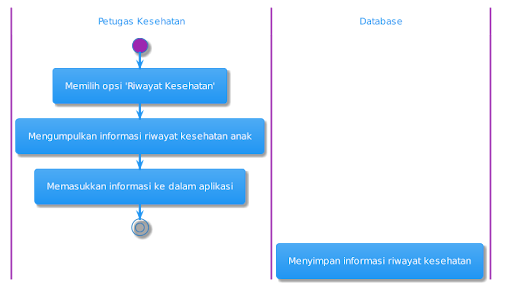 Petugas Kesehatan
Database
Memilih opsi 'Riwayat Kesehatan'
Mengumpulkan informasi riwayat kesehatan anak
Memasukkan informasi ke dalam aplikasi
Menyimpan informasi riwayat kesehatan